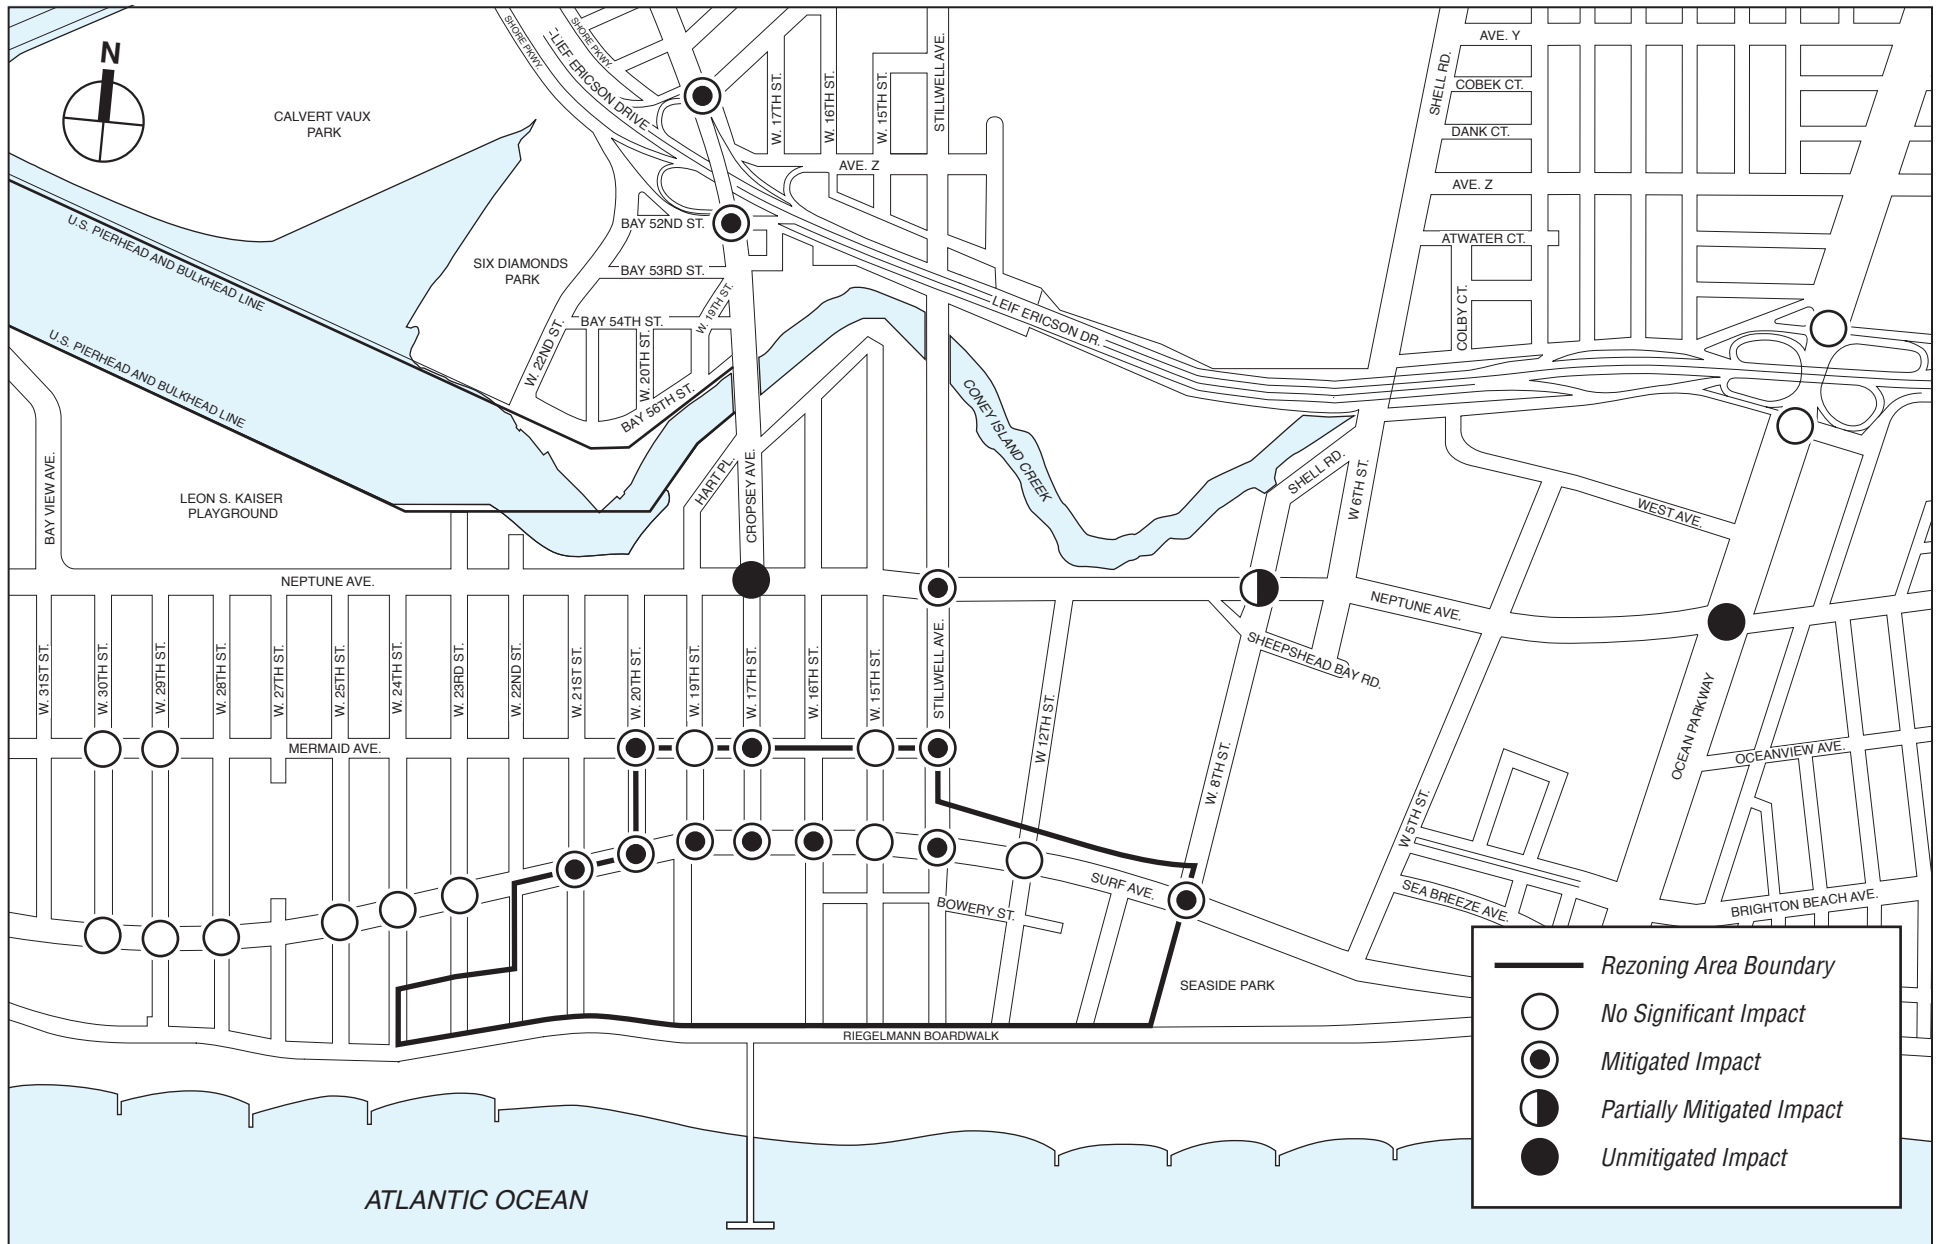 N
CALVERT VAUX
PARK
SHORE PKWY.
SHORE PKWY.
LIEF ERICSON DRIVE
W. 17TH ST.
W. 16TH ST.
W. 15TH ST.
STILLWELL AVE.
AVE. Z
SHELL RD.
AVE. Y
COBEK CT.
DANK CT.
AVE. Z
ATWATER CT.
COLBY CT.
U.S. PIERHEAD AND BULKHEAD LINE
U.S. PIERHEAD AND BULKHEAD LINE
SIX DIAMONDS
PARK
BAY 52ND ST.
BAY 53RD ST.
BAY 54TH ST.
W. 19TH ST.
W. 22ND ST.
W. 20TH ST.
BAY 56TH ST.
LEIF ERICSON DR.
CONEY ISLAND CREEK
HART PL.
CROPSEY AVE.
SHELL RD.
W 6TH ST.
WEST AVE.
BAY VIEW AVE.
LEON S. KAISER
PLAYGROUND
NEPTUNE AVE.
NEPTUNE AVE.
SHEEPSHEAD BAY RD.
W. 31ST ST.
W. 30TH ST.
W. 29TH ST.
W. 28TH ST.
W. 27TH ST.
W. 25TH ST.
W. 24TH ST.
W. 23RD ST.
W. 22ND ST.
W. 21ST ST.
W. 20TH ST.
W. 19TH ST.
W. 17TH ST.
W. 16TH ST.
W. 15TH ST.
STILLWELL AVE.
W 12TH ST.
W. 8TH ST.
W 5TH ST.
OCEAN PARKWAY
OCEANVIEW AVE.
MERMAID AVE.
SURF AVE.
BOWERY ST.
SEA BREEZE AVE.
BRIGHTON BEACH AVE.
SEASIDE PARK
RIEGELMANN BOARDWALK
ATLANTIC OCEAN
Rezoning Area Boundary
No Significant Impact
Mitigated Impact
Partially Mitigated Impact
Unmitigated Impact